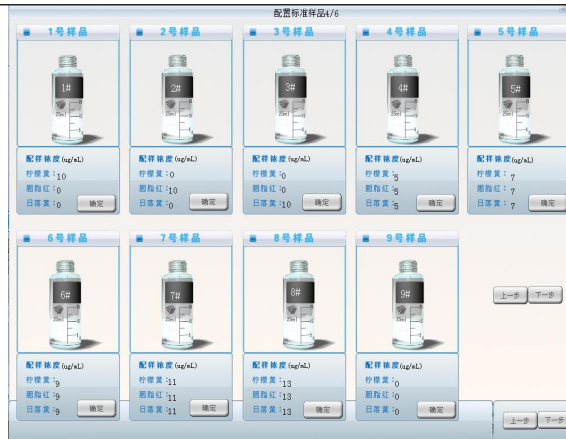 配置标准样品4/6
1号样品
2号样品
3号样品
4号样品
5号样品
1#
2#
3#
4#
5#
25ml
25ml
25ml
25ml
25ml
配样浓度(ug/mL)
配样浓度(ug/mL)
配样浓度(ug/mL)
配样浓度(ug/mL)
配样浓度(ug/mL)
柠檬黄:10
柠檬黄:0
柠檬黄:0
柠檬黄:5
柠檬黄:7
胭脂红:0
胭脂红:10
胭脂红:0
胭脂红:5
胭脂红:7
日落黄:0 确定
日落黄:0 确定
日落黄:10 确定
日落黄:5 确定
日落黄:7 确定
6号样品
7号样品
8号样品
9号样品
6#
7#
8#
9#
25ml
25ml
25ml
25ml
上一步 下一步
配样浓度(ug/mL)
配样浓度(ug/mL)
配样浓度(ug/mL)
配样浓度(ug/mL)
柠檬黄:9
柠檬黄:11
柠檬黄:13
柠檬黄:0
胭脂红:9
胭脂红:11
胭脂红:13
胭脂红:0
日落黄:9 确定
日落黄:11 确定
日落黄:13 确定
日落黄:0 确定
上一步 下一步